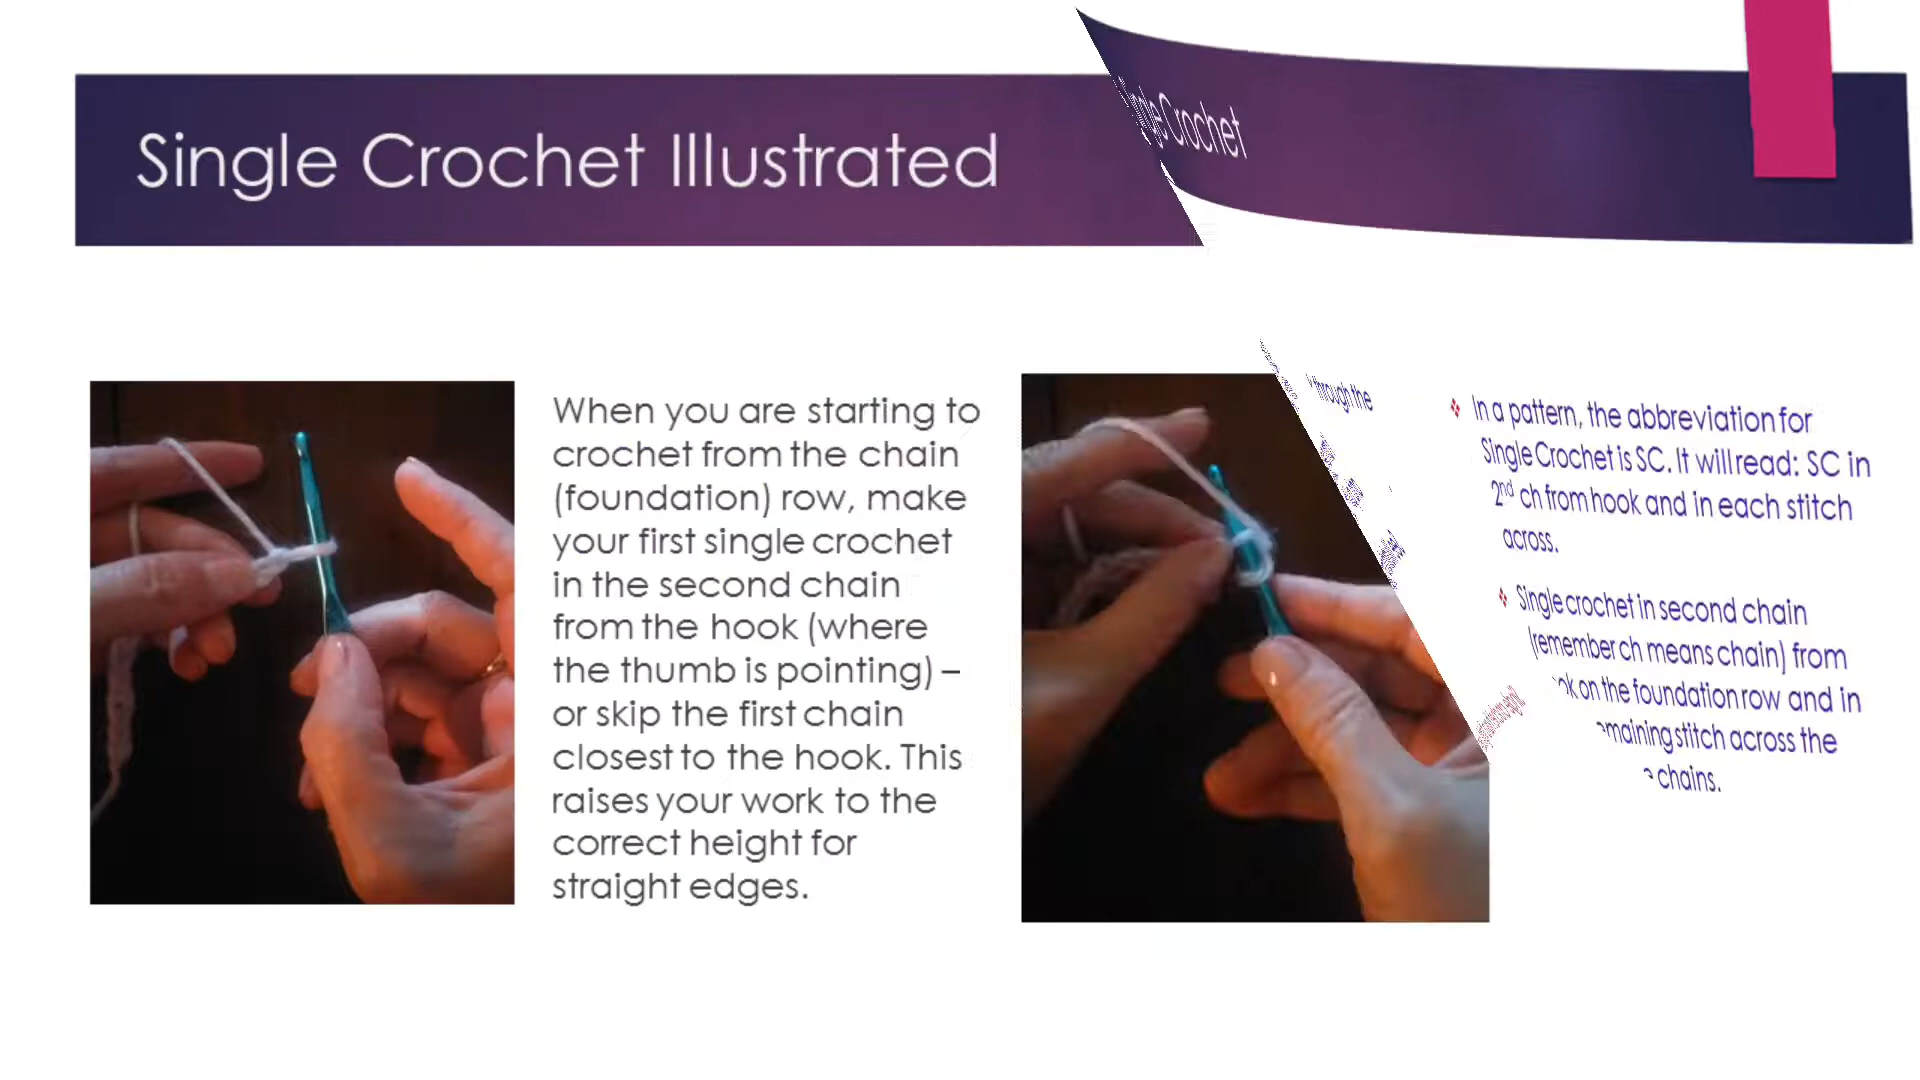 Single Crochet Illustrated
Crochet
When you are starting to
crochet from the chain
(foundation) row, make
your first single crochet
in the second chain
from the hook (where
the thumb is pointing) –
or skip the first chain
closest to the hook. This
raises your work to the
correct height for
straight edges.
through the
In a pattern, the abbreviation for
Single Crochet is SC. It will read: SC in
2nd ch from hook and in each stitch
across.
Single crochet in second chain
(remember ch means chain) from
on the foundation row and in
stitch across the
chains.